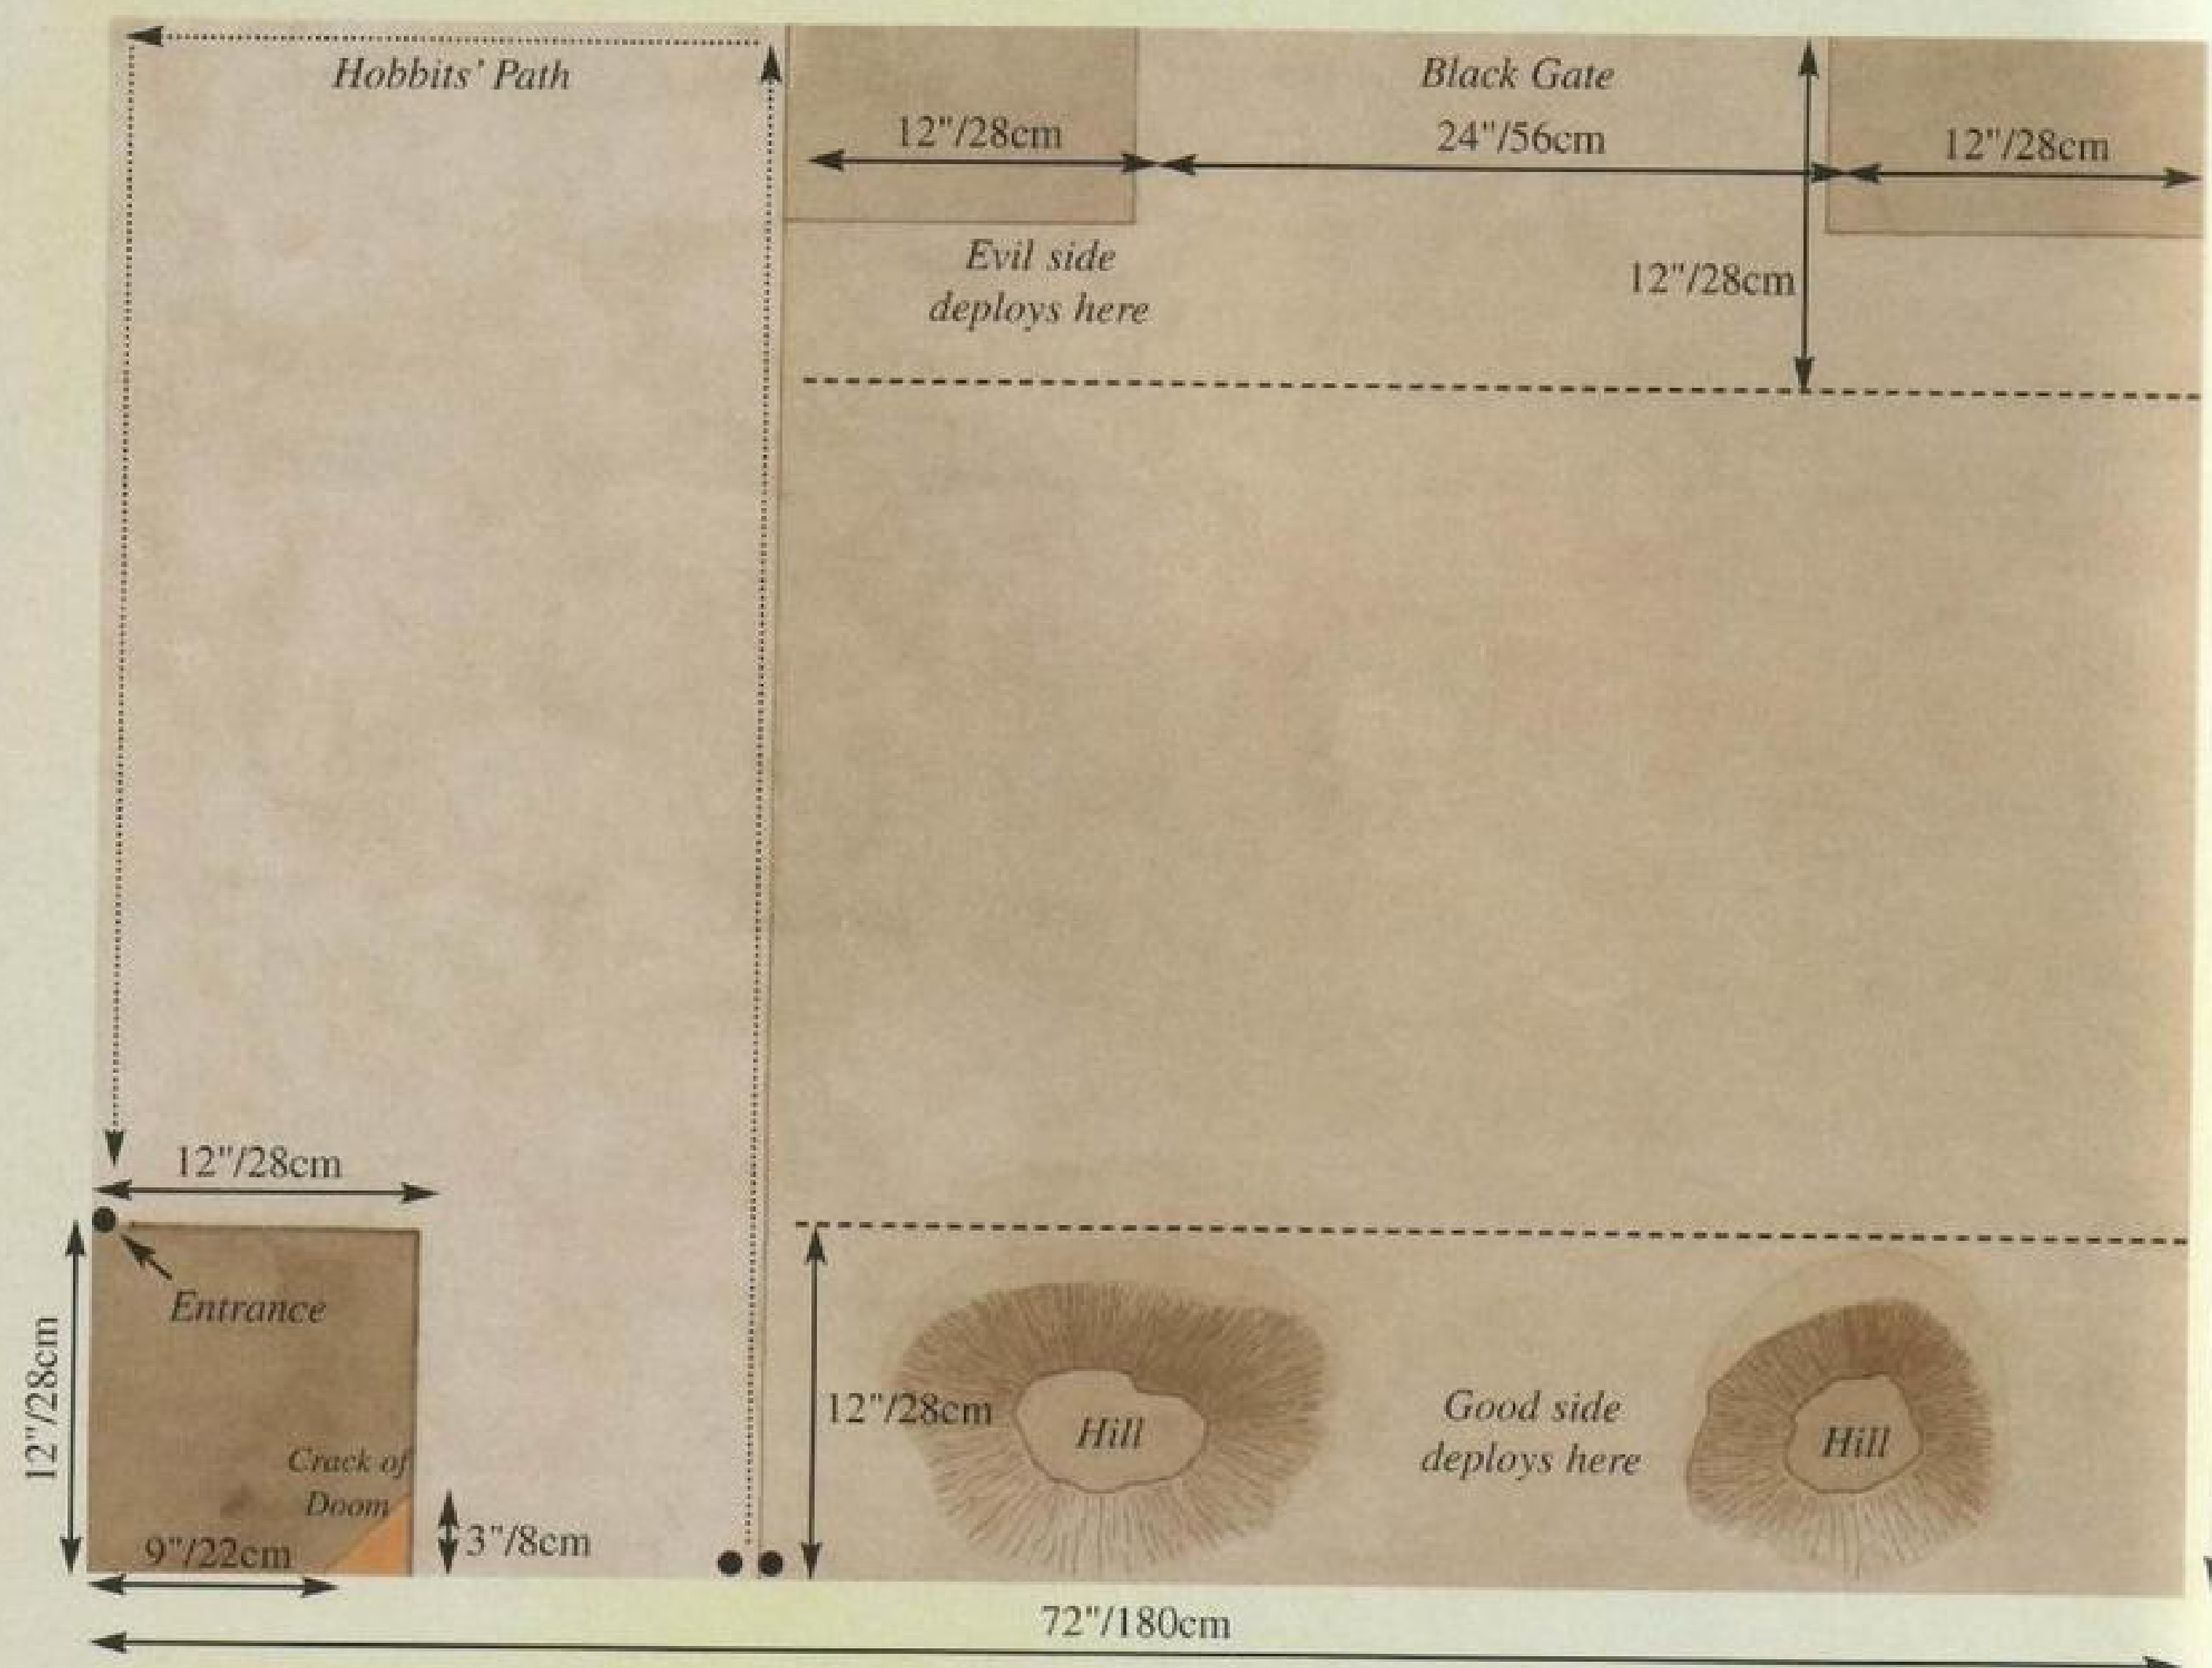 Hobbits' Path
Black Gate
12"/28cm
24"/56cm
12"/28cm
Evil side
deploys here
12"/28cm
12"/28cm
Entrance
12"/28cm
Crack of
Doom
9"/22cm
3"/8cm
12"/28cm
Hill
Good side
deploys here
Hill
72"/180cm